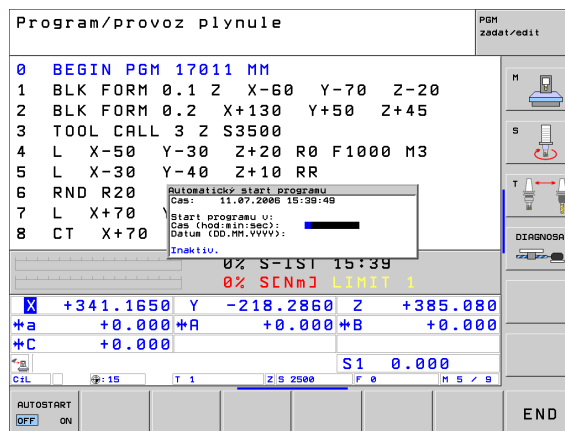 Program/provoz plynule
PGM
zadat/edit
0 BEGIN PGM 17011 MM
1 BLK FORM 0.1 Z X-60 Y-70 Z-20
2 BLK FORM 0.2 X+130 Y+50 Z+45
3 TOOL CALL 3 Z S3500
4 L X-50 Y-30 Z+20 R0 F1000 M3
5 L X-30 Y-40 Z+10 RR
6 RND R20
7 L X+70
8 CT X+70
Automatický start programu
Cas: 11.07.2006 15:39:49
Start programu v:
Cas (hod:min:sec):
Datum (DD.MM.YYYY):
Inaktiv.
0% S-IST 15:39
0% S[Nm] LIMIT 1
X +341.1650 Y -218.2860 Z +385.080
*a +0.000 *A +0.000 *B +0.000
*C +0.000
S1 0.000
CíL :15 T 1 Z S 2500 F 0 M 5 / 9
M
S
T
DIAGNOSA
AUTOSTART
OFF ON
END